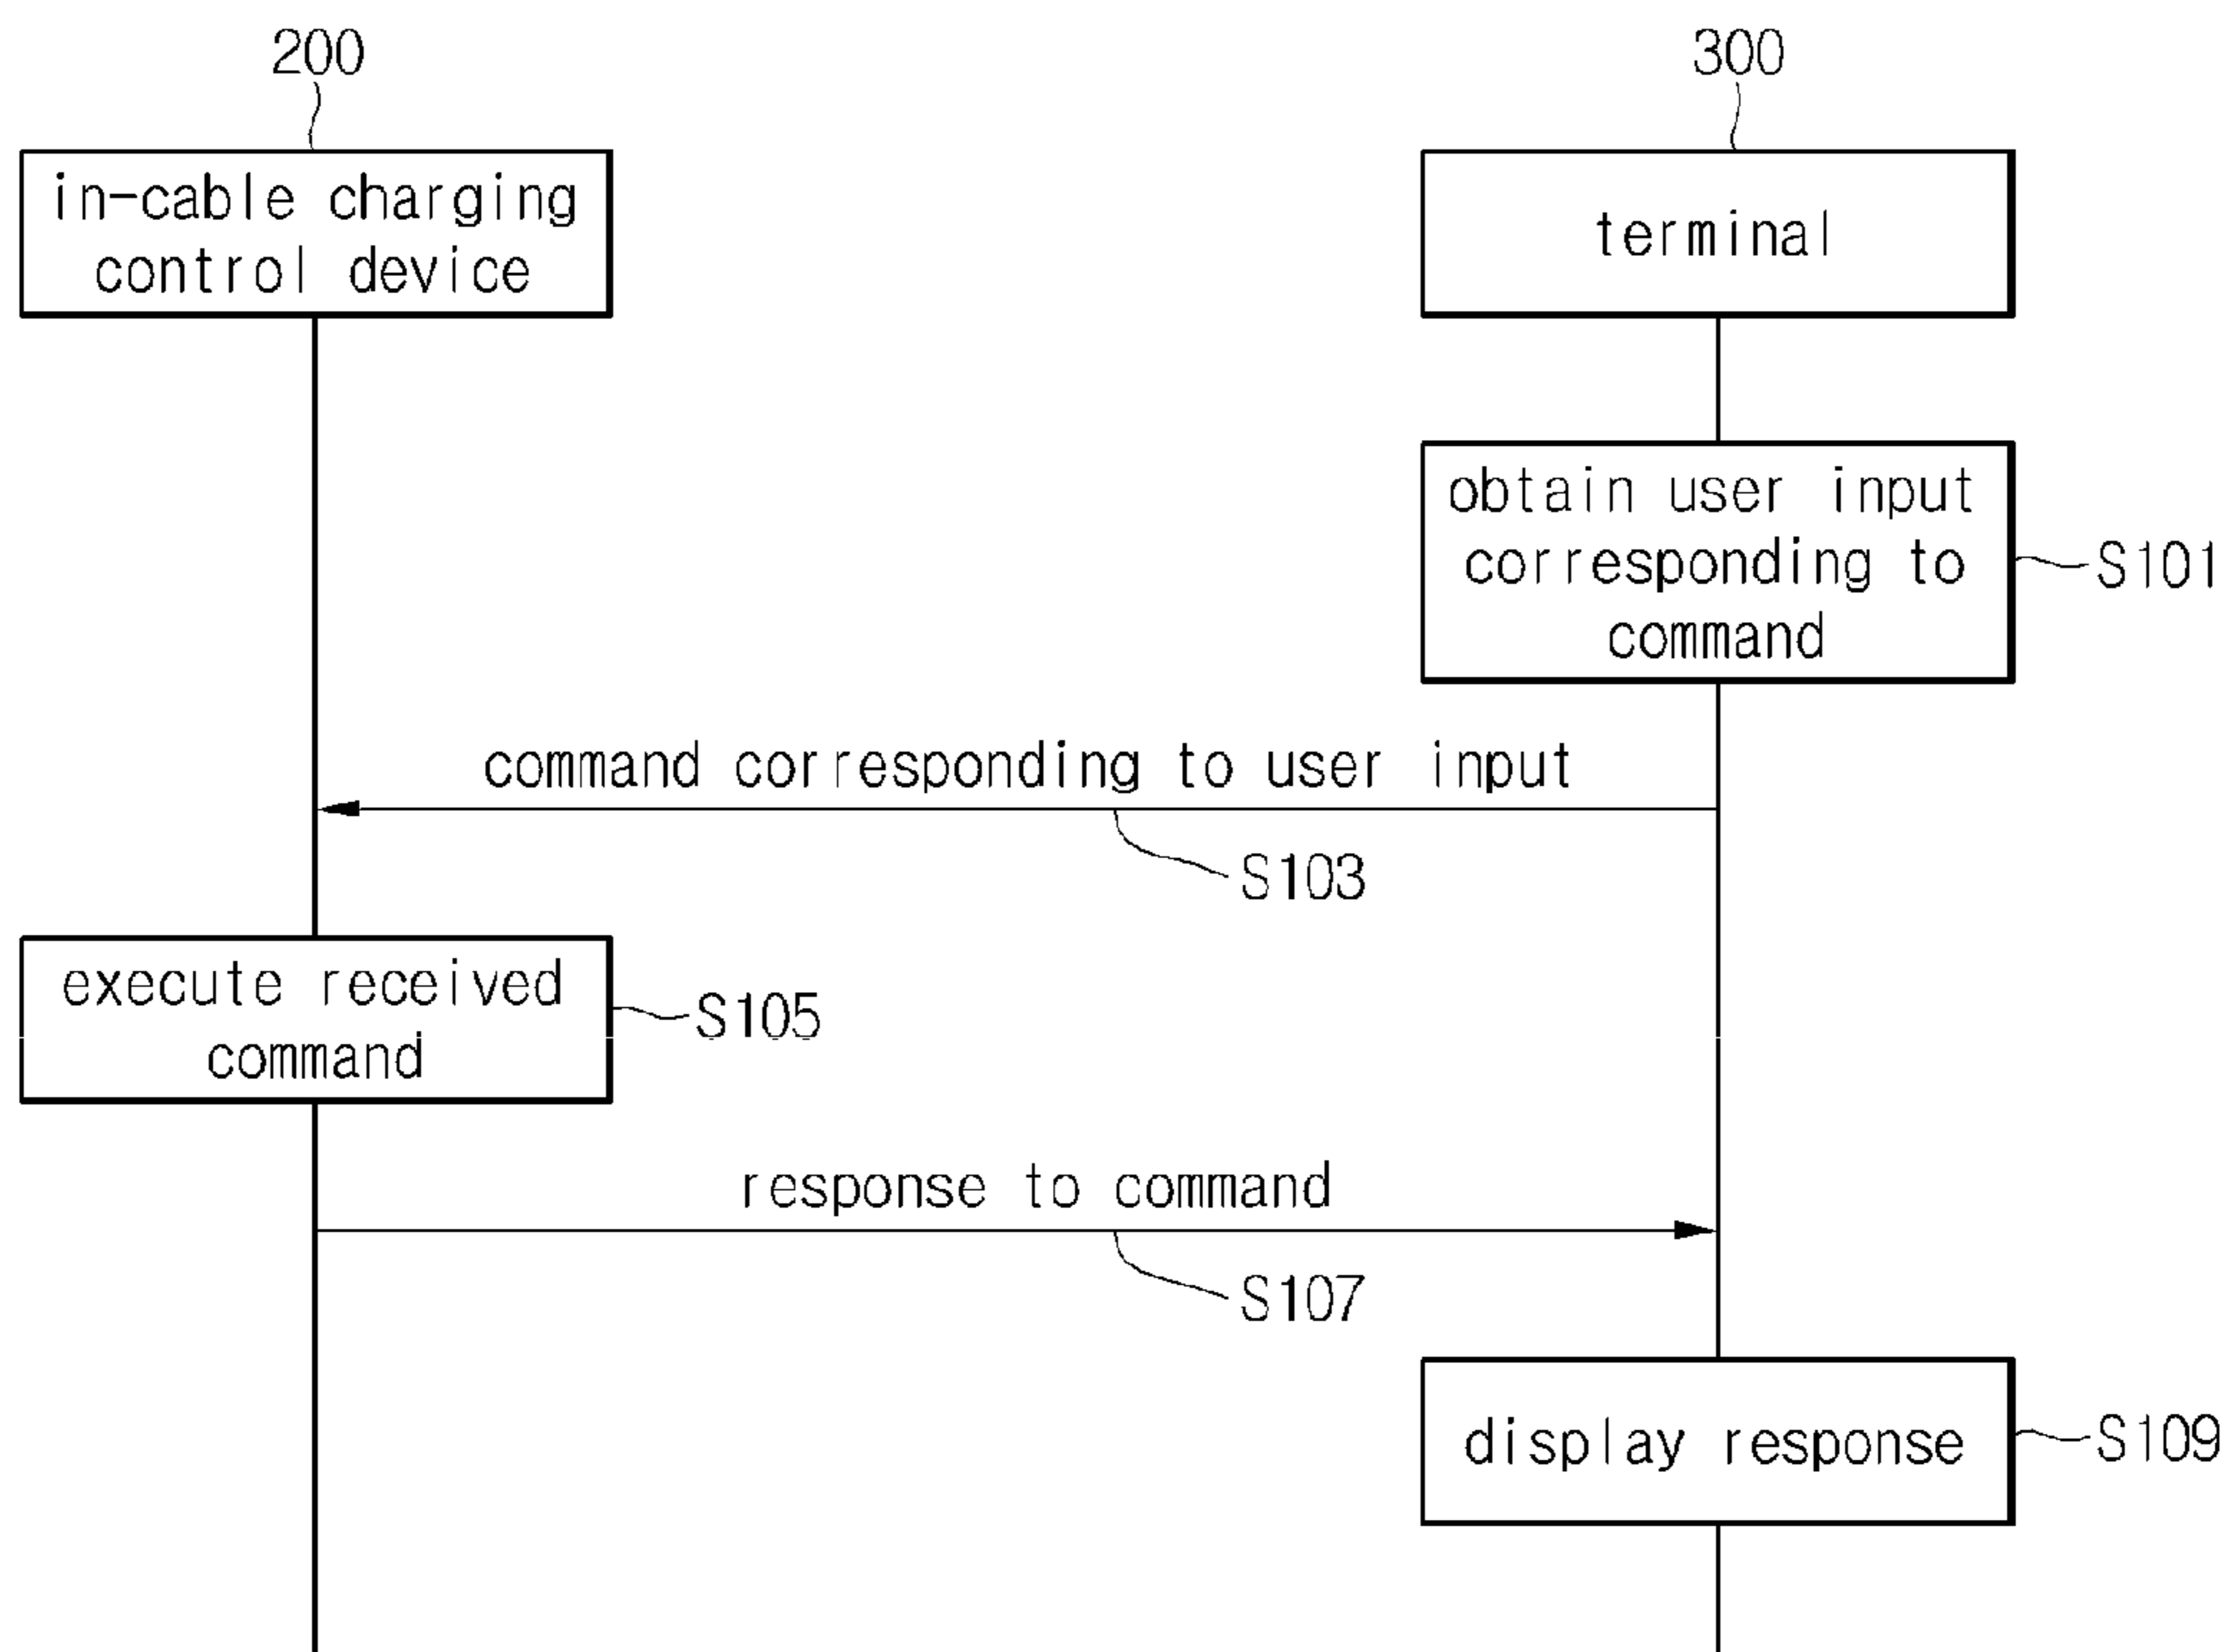 200
300
in-cable charging
control device
terminal
obtain user input
corresponding to
command
S101
command corresponding to user input
S103
execute received
command
S105
response to command
S107
display response
S109